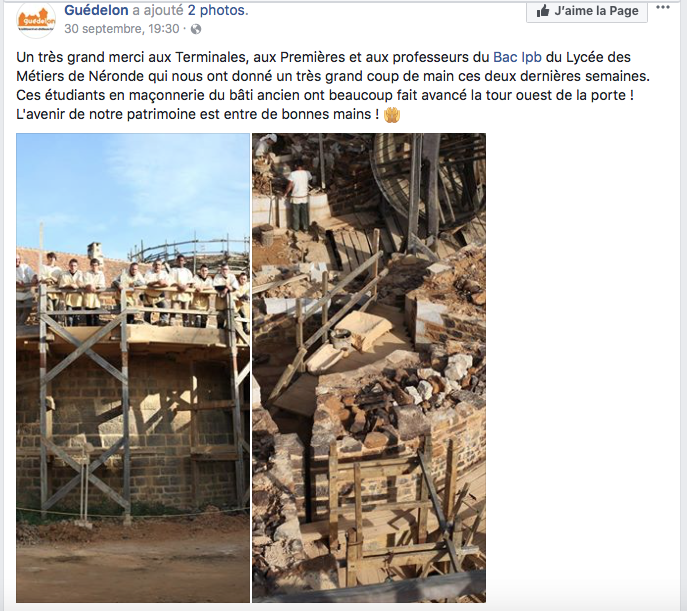 Guédelon
Guédelon a ajouté 2 photos.
J'aime la Page
30 septembre, 19:30 ·
Un très grand merci aux Terminales, aux Premières et aux professeurs du Bac Ipb du Lycée des
Métiers de Néronde qui nous ont donné un très grand coup de main ces deux dernières semaines.
Ces étudiants en maçonnerie du bâti ancien ont beaucoup fait avancé la tour ouest de la porte !
L'avenir de notre patrimoine est entre de bonnes mains !